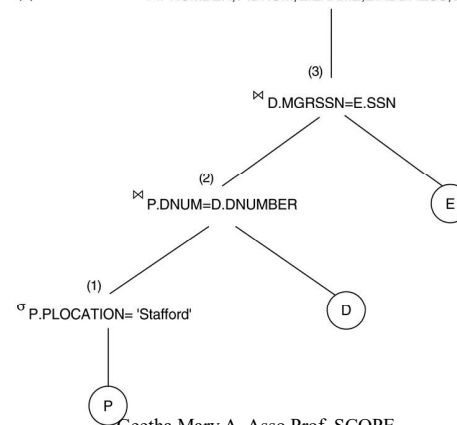 (3)
⋈ D.MGRSSN=E.SSN
(2)
E
⋈ P.DNUM=D.DNUMBER
(1)
σ P.PLOCATION= 'Stafford'
D
P
Geetha Mary A, Asso Prof, SCOPE